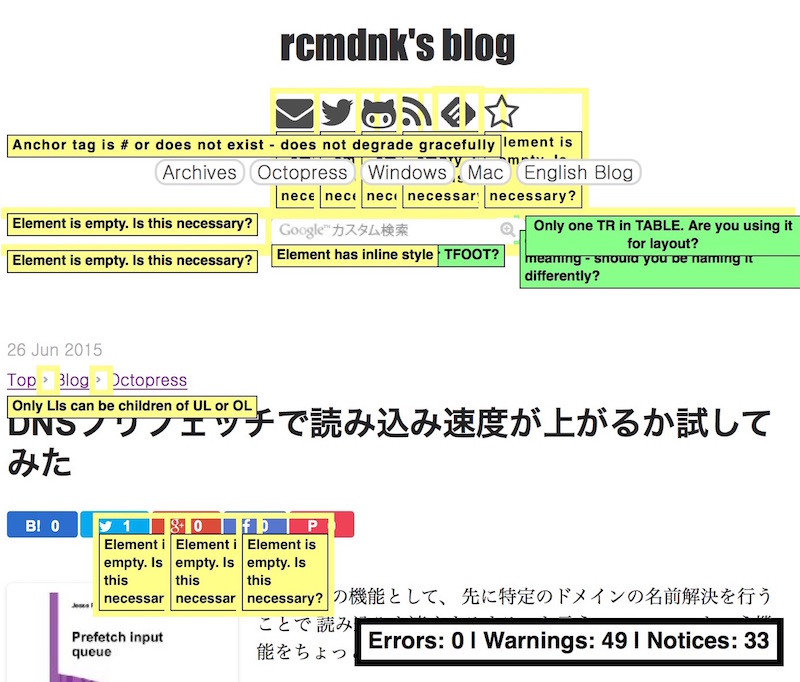 rcmdnk's blog
Element is
Anchor tag is # or does not exist - does not degrade gracefully
Archives Octopress Windows Mac English Blog
necessary? necessary?
Element is empty. Is this necessary?
Google™カスタム検索
Only one TR in TABLE. Are you using it
for layout?
Element is empty. Is this necessary?
Element has inline style TFOOT?
meaning - should you be naming it
differently?
26 Jun 2015
Top › Blog › Octopress
Only LIs can be children of UL or OL
DNSプリフェッチで読み込み速度が上がるか試して
みた
B! 0 1 g+ 0 f 0 P
Element is Element is Element is
empty. Is empty. Is empty. Is
this this this
necessar necessar necessary?
の機能として、 先に特定のドメインの名前解決を行う
Prefetch input
queue
ことで 読み
能をちょっ
Errors: 0 | Warnings: 49 | Notices: 33